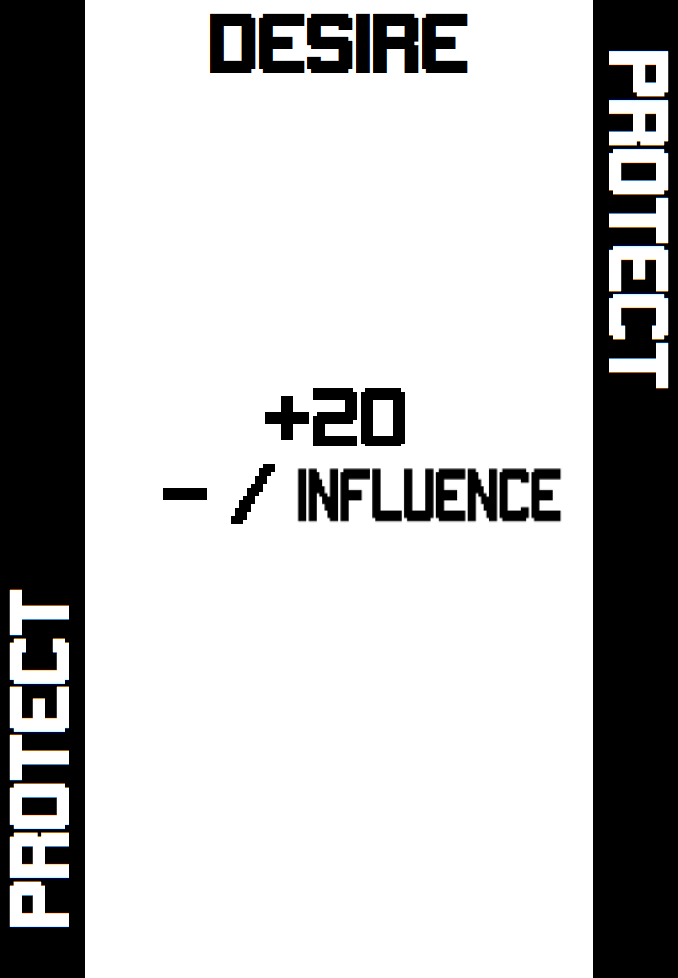 DESIRE
PROTECT
+20
- / INFLUENCE
PROTECT